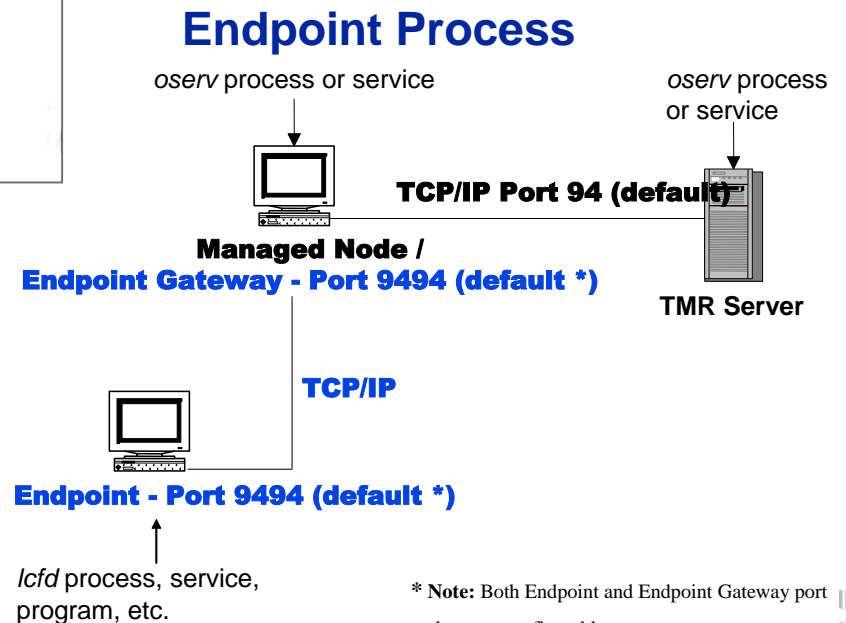 Endpoint Process
oserv process or service
oserv process
or service
TCP/IP Port 94 (default)
Managed Node /
Endpoint Gateway - Port 9494 (default *)
TMR Server
TCP/IP
Endpoint - Port 9494 (default *)
lcfd process, service,
program, etc.
* Note: Both Endpoint and Endpoint Gateway port